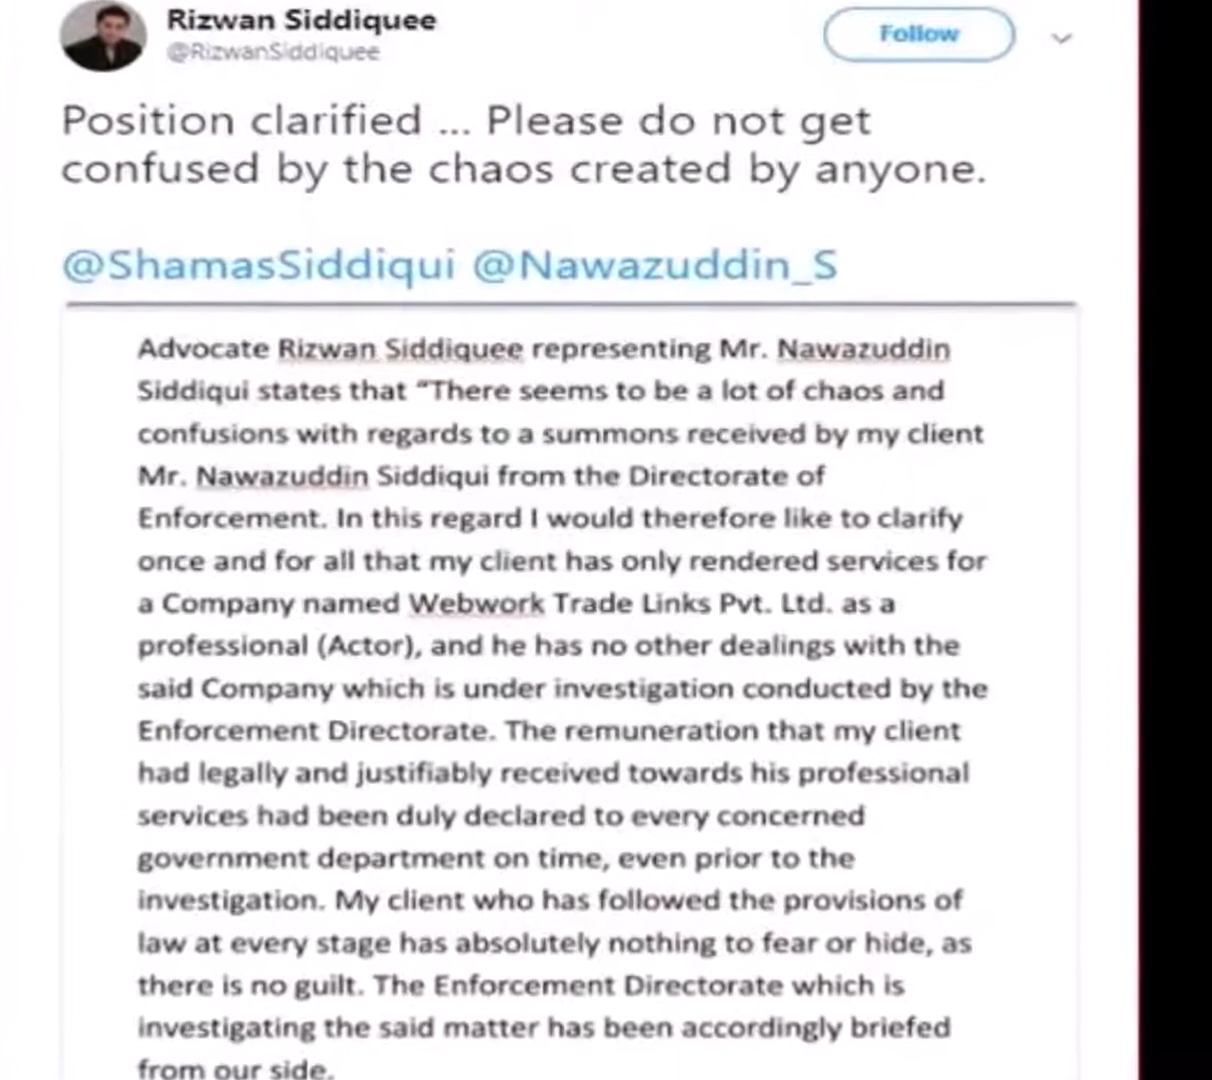 Rizwan Siddiquee
@RizwanSiddiquee
Follow
Position clarified ... Please do not get
confused by the chaos created by anyone.
@ShamasSiddiqui @Nawazuddin_S
Advocate Rizwan Siddiquee representing Mr. Nawazuddin
Siddiqui states that “There seems to be a lot of chaos and
confusions with regards to a summons received by my client
Mr. Nawazuddin Siddiqui from the Directorate of
Enforcement. In this regard I would therefore like to clarify
once and for all that my client has only rendered services for
a Company named Webwork Trade Links Pvt. Ltd. as a
professional (Actor), and he has no other dealings with the
said Company which is under investigation conducted by the
Enforcement Directorate. The remuneration that my client
had legally and justifiably received towards his professional
services had been duly declared to every concerned
government department on time, even prior to the
investigation. My client who has followed the provisions of
law at every stage has absolutely nothing to fear or hide, as
there is no guilt. The Enforcement Directorate which is
investigating the said matter has been accordingly briefed
from our side.